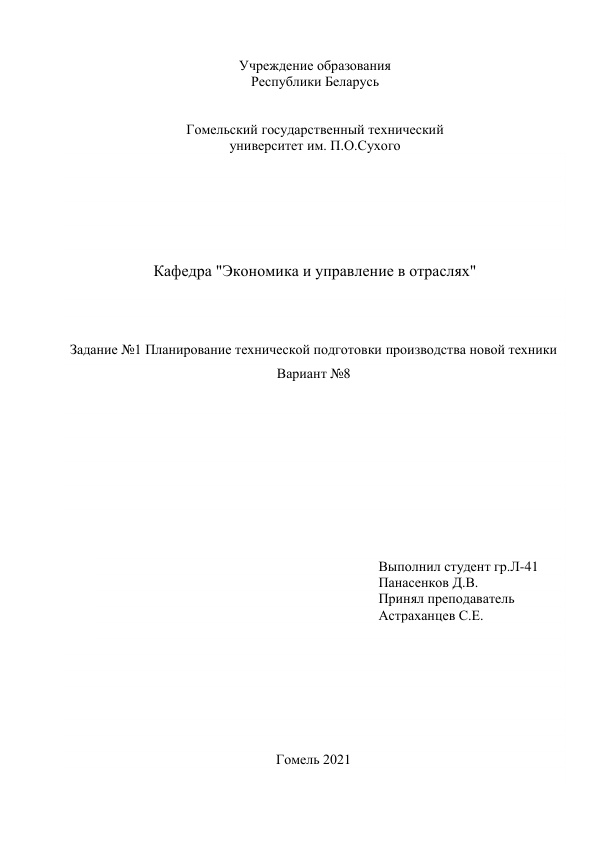 Учреждение образования
Республики Беларусь
Гомельский государственный технический
университет им. П.О.Сухого
Кафедра "Экономика и управление в отраслях"
Задание №1 Планирование технической подготовки производства новой техники
Вариант №8
Выполнил студент гр.Л-41
Панасенков Д.В.
Принял преподаватель
Астраханцев С.Е.
Гомель 2021